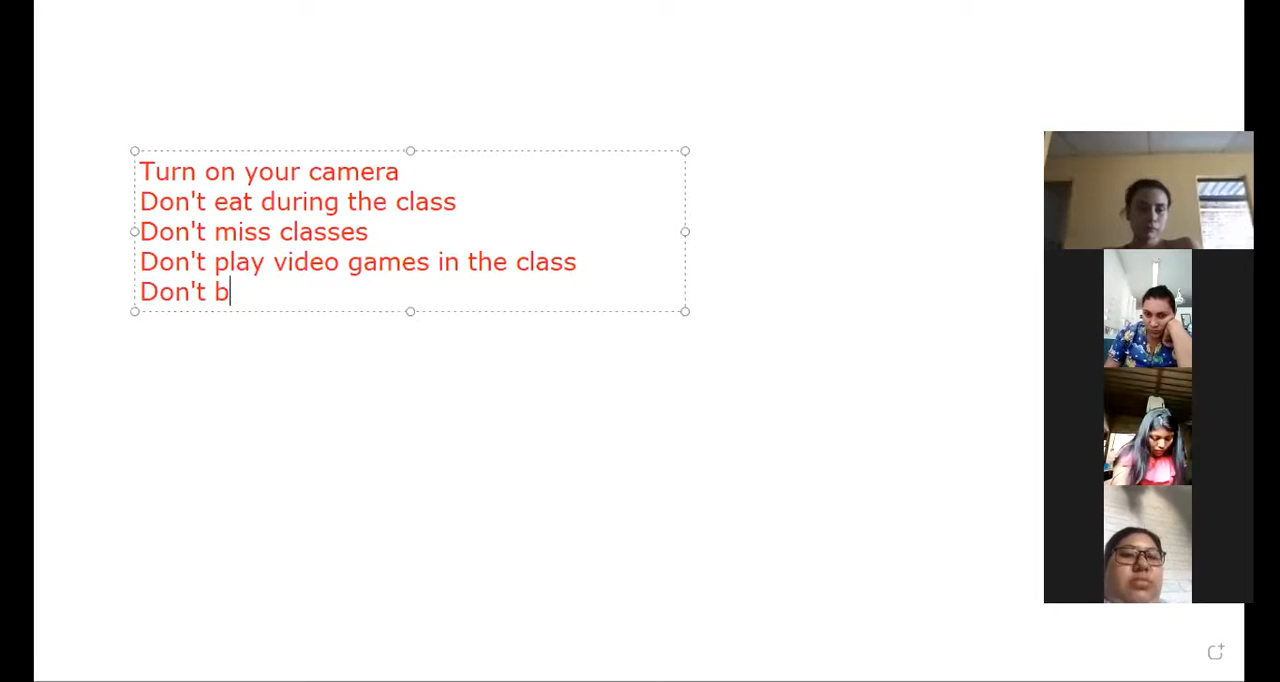 Turn on your camera
Don't eat during the class
Don't miss classes
Don't play video games in the class
Don't b